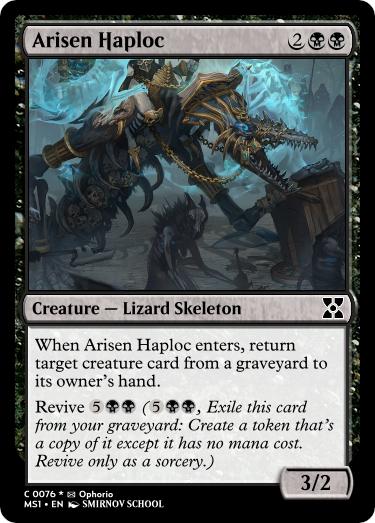 Arisen Haploc 2
Creature — Lizard Skeleton
When Arisen Haploc enters, return
target creature card from a graveyard to
its owner's hand.
Revive 5 (5, Exile this card
from your graveyard: Create a token that's
a copy of it except it has no mana cost.
Revive only as a sorcery.)
3/2
C 0076 * Ophorio
MS1 • EN SMIRNOV SCHOOL